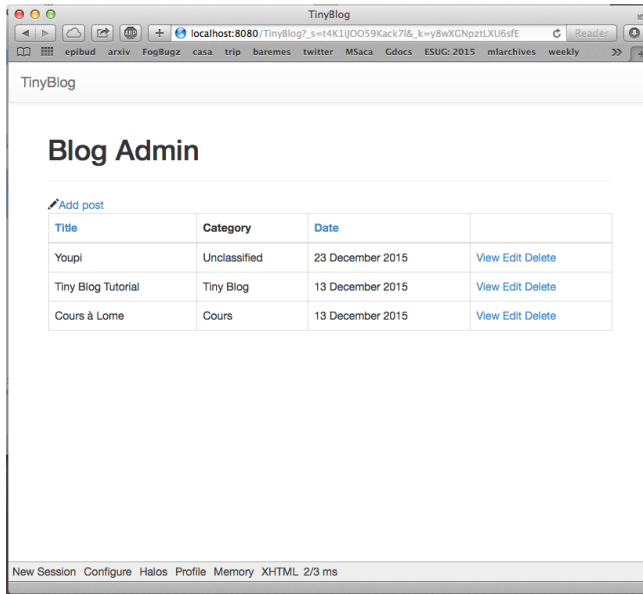 TinyBlog
localhost:8080/TinyBlog?_s=t4K1iJOO59Kack7l&_k=y8wXGNpztLXU6sfE Reader
epibud arxiv FogBugz casa trip baremes twitter MSaca Gdocs ESUG: 2015 mlarchives weekly
TinyBlog
Blog Admin
Add post
Title Category Date
Youpi Unclassified 23 December 2015 View Edit Delete
Tiny Blog Tutorial Tiny Blog 13 December 2015 View Edit Delete
Cours à Lome Cours 13 December 2015 View Edit Delete
New Session Configure Halos Profile Memory XHTML 2/3 ms